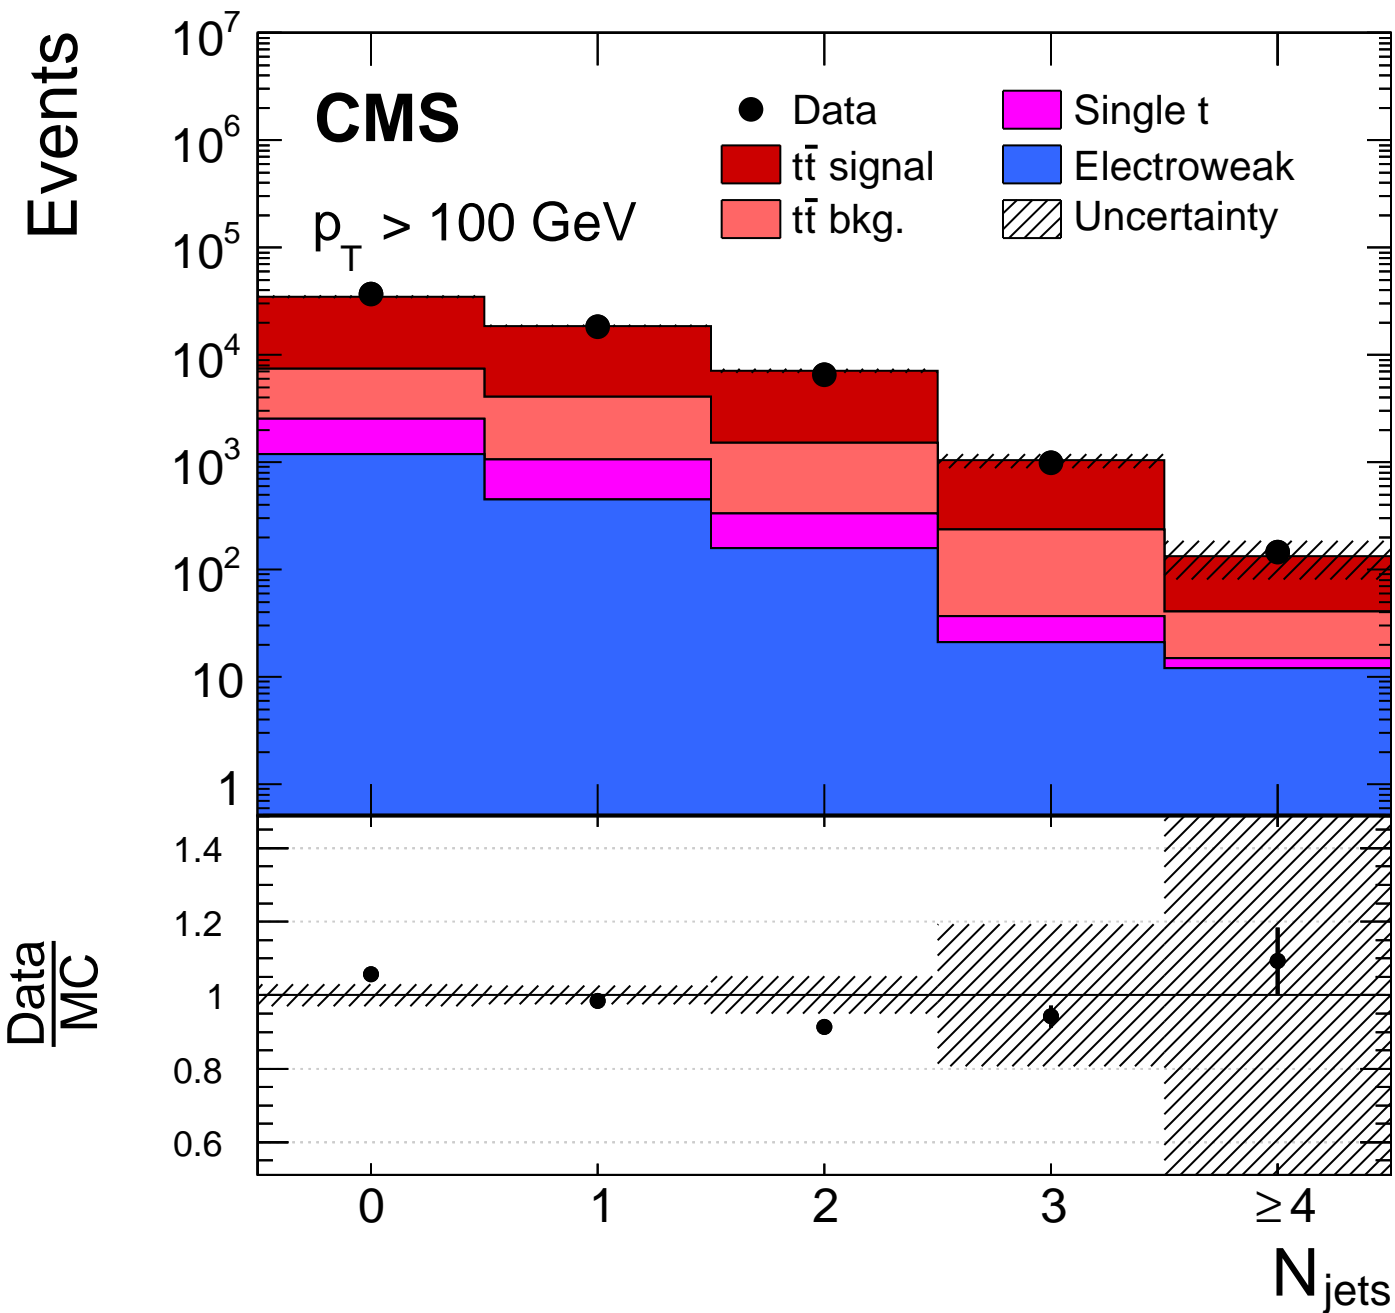 Events
10^7
10^6
10^5
10^4
10^3
10^2
10
1
CMS
p_T > 100 GeV
Data
tt̄ signal
tt̄ bkg.
Single t
Electroweak
Uncertainty
Data
MC
1.4
1.2
1
0.8
0.6
0 1 2 3 ≥4
N_jets